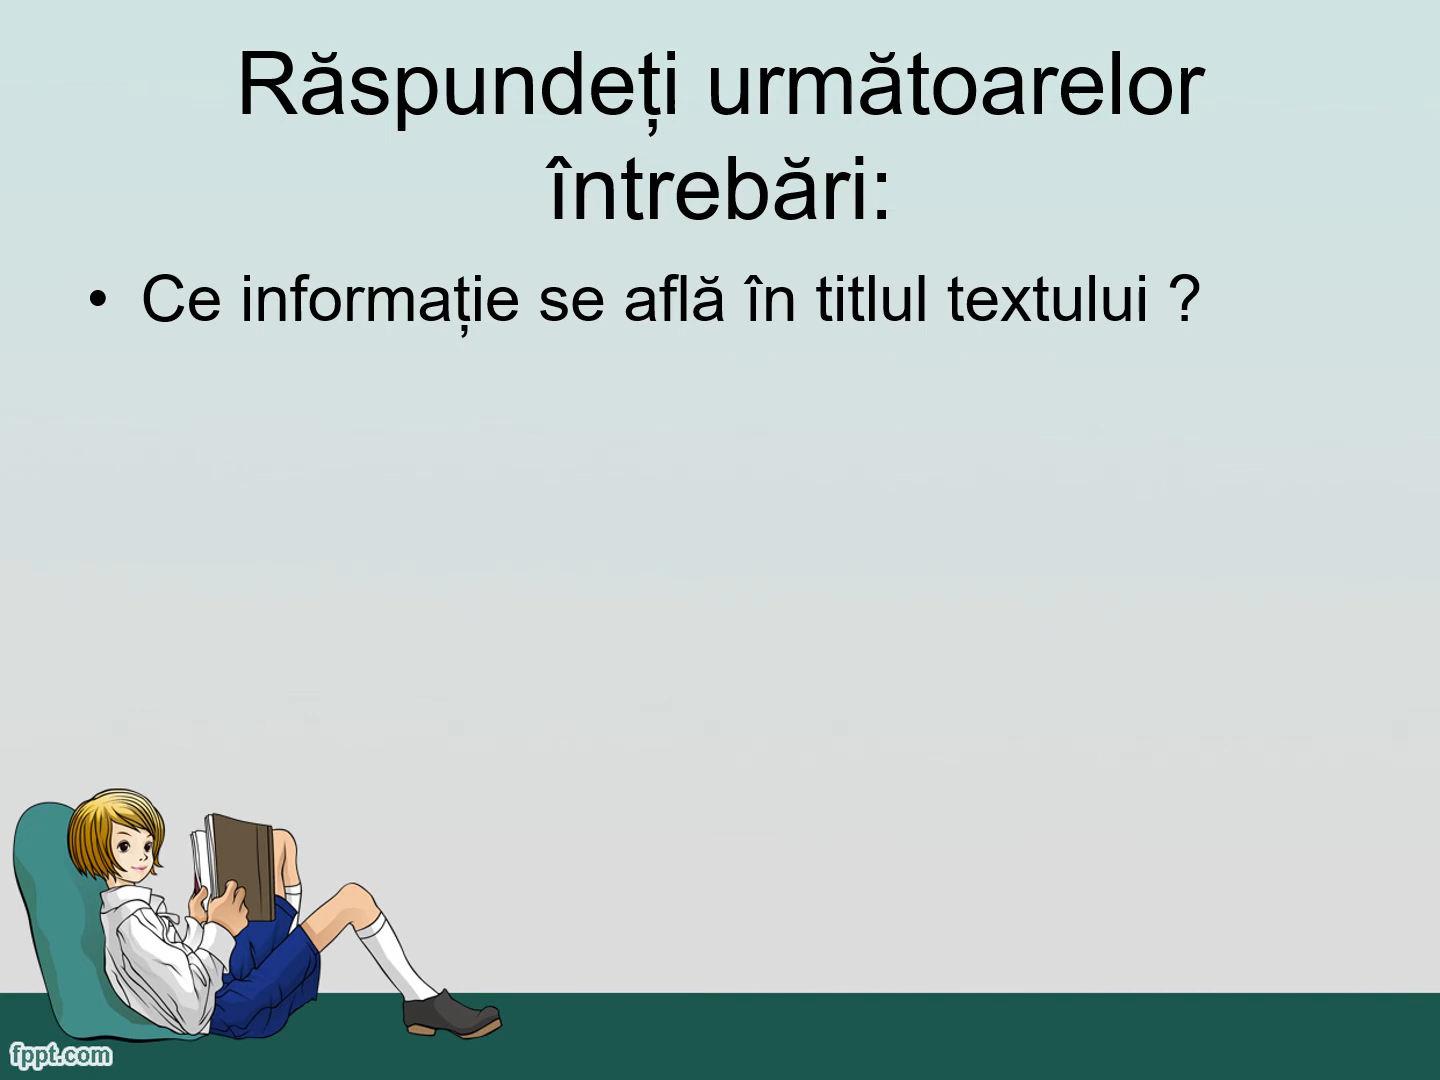 Răspundeți următoarelor
întrebări:
• Ce informație se află în titlul textului ?
fppt.com